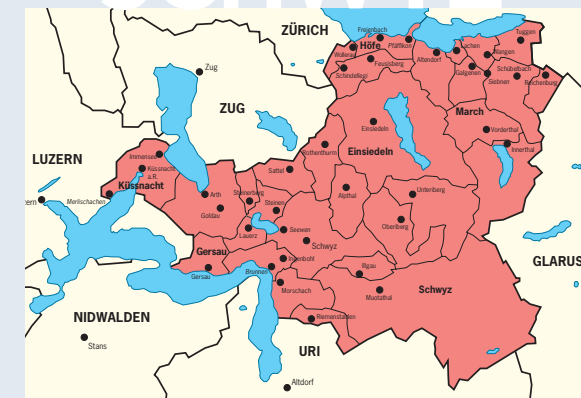 ZÜRICH
Freienbach
Pfäffikon
Lachen
Tuggen
Wollerau
Höfe
Altendorf
Wangen
Feusisberg
Galgenen
Schübelbach
Schindellegi
Siebnen
Reichenburg
Zug
ZUG
March
Einsiedeln
Vorderthal
Innerthal
Rothenthurm
Einsiedeln
LUZERN
Immensee
Küssnacht
a.R.
Küssnacht
Merlischachen
ern
Sattel
Arth
Steinerberg
Steinen
Alpthal
Unteriberg
Goldau
Oberiberg
Lauerz
Seewen
Schwyz
Gersau
Gersau
Brunnen
Ingenbohl
Illgau
Morschach
Muotathal
Schwyz
GLARUS
Riemenstalden
NIDWALDEN
Stans
URI
Altdorf